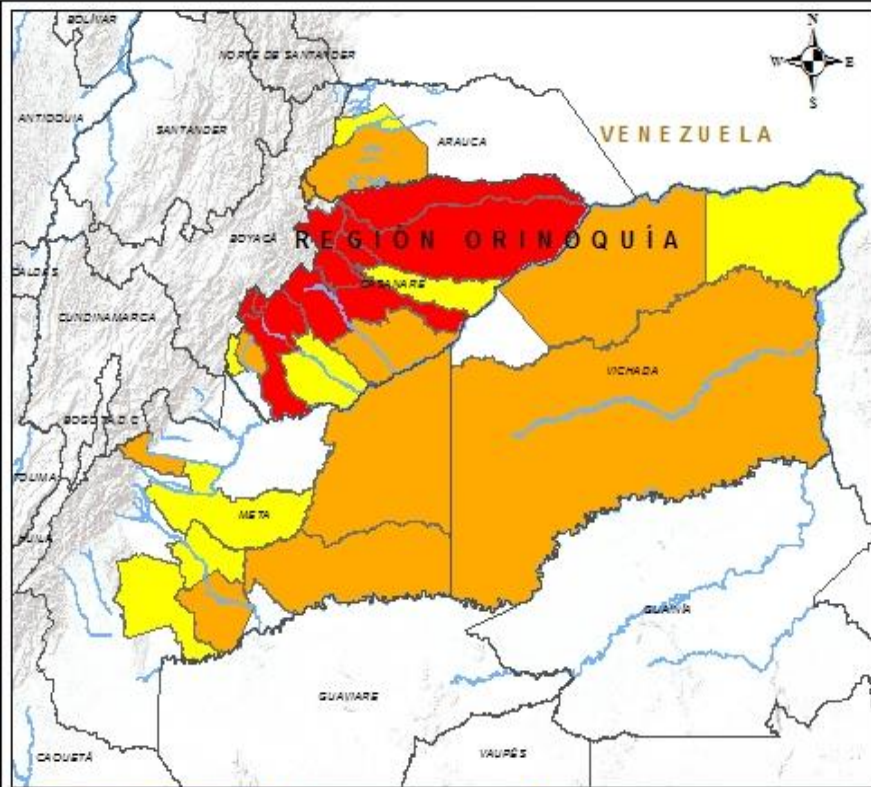 BOLÍVAR
N
NORTE DE SANTANDER
W E
S
ANTIOQUIA
SANTANDER
ARAUCA
VENEZUELA
BOYACÁ
REGIÓN ORINOQUÍA
CALDAS
CASANARE
CUNDINAMARCA
VICHADA
BOGOTÁ D.C
TOLIMA
META
HUILA
GUAINÍA
GUAVIARE
CAQUETÁ
VAUPÉS